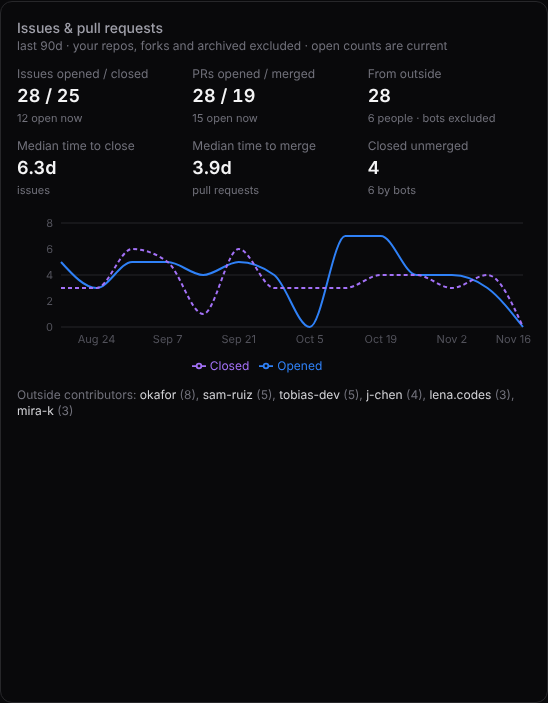 Issues & pull requests
last 90d · your repos, forks and archived excluded · open counts are current
Issues opened / closed
28 / 25
12 open now
PRs opened / merged
28 / 19
15 open now
From outside
28
6 people · bots excluded
Median time to close
6.3d
issues
Median time to merge
3.9d
pull requests
Closed unmerged
4
6 by bots
8
6
4
2
0
Aug 24 Sep 7 Sep 21 Oct 5 Oct 19 Nov 2 Nov 16
Closed Opened
Outside contributors: okafor (8), sam-ruiz (5), tobias-dev (5), j-chen (4), lena.codes (3),
mira-k (3)